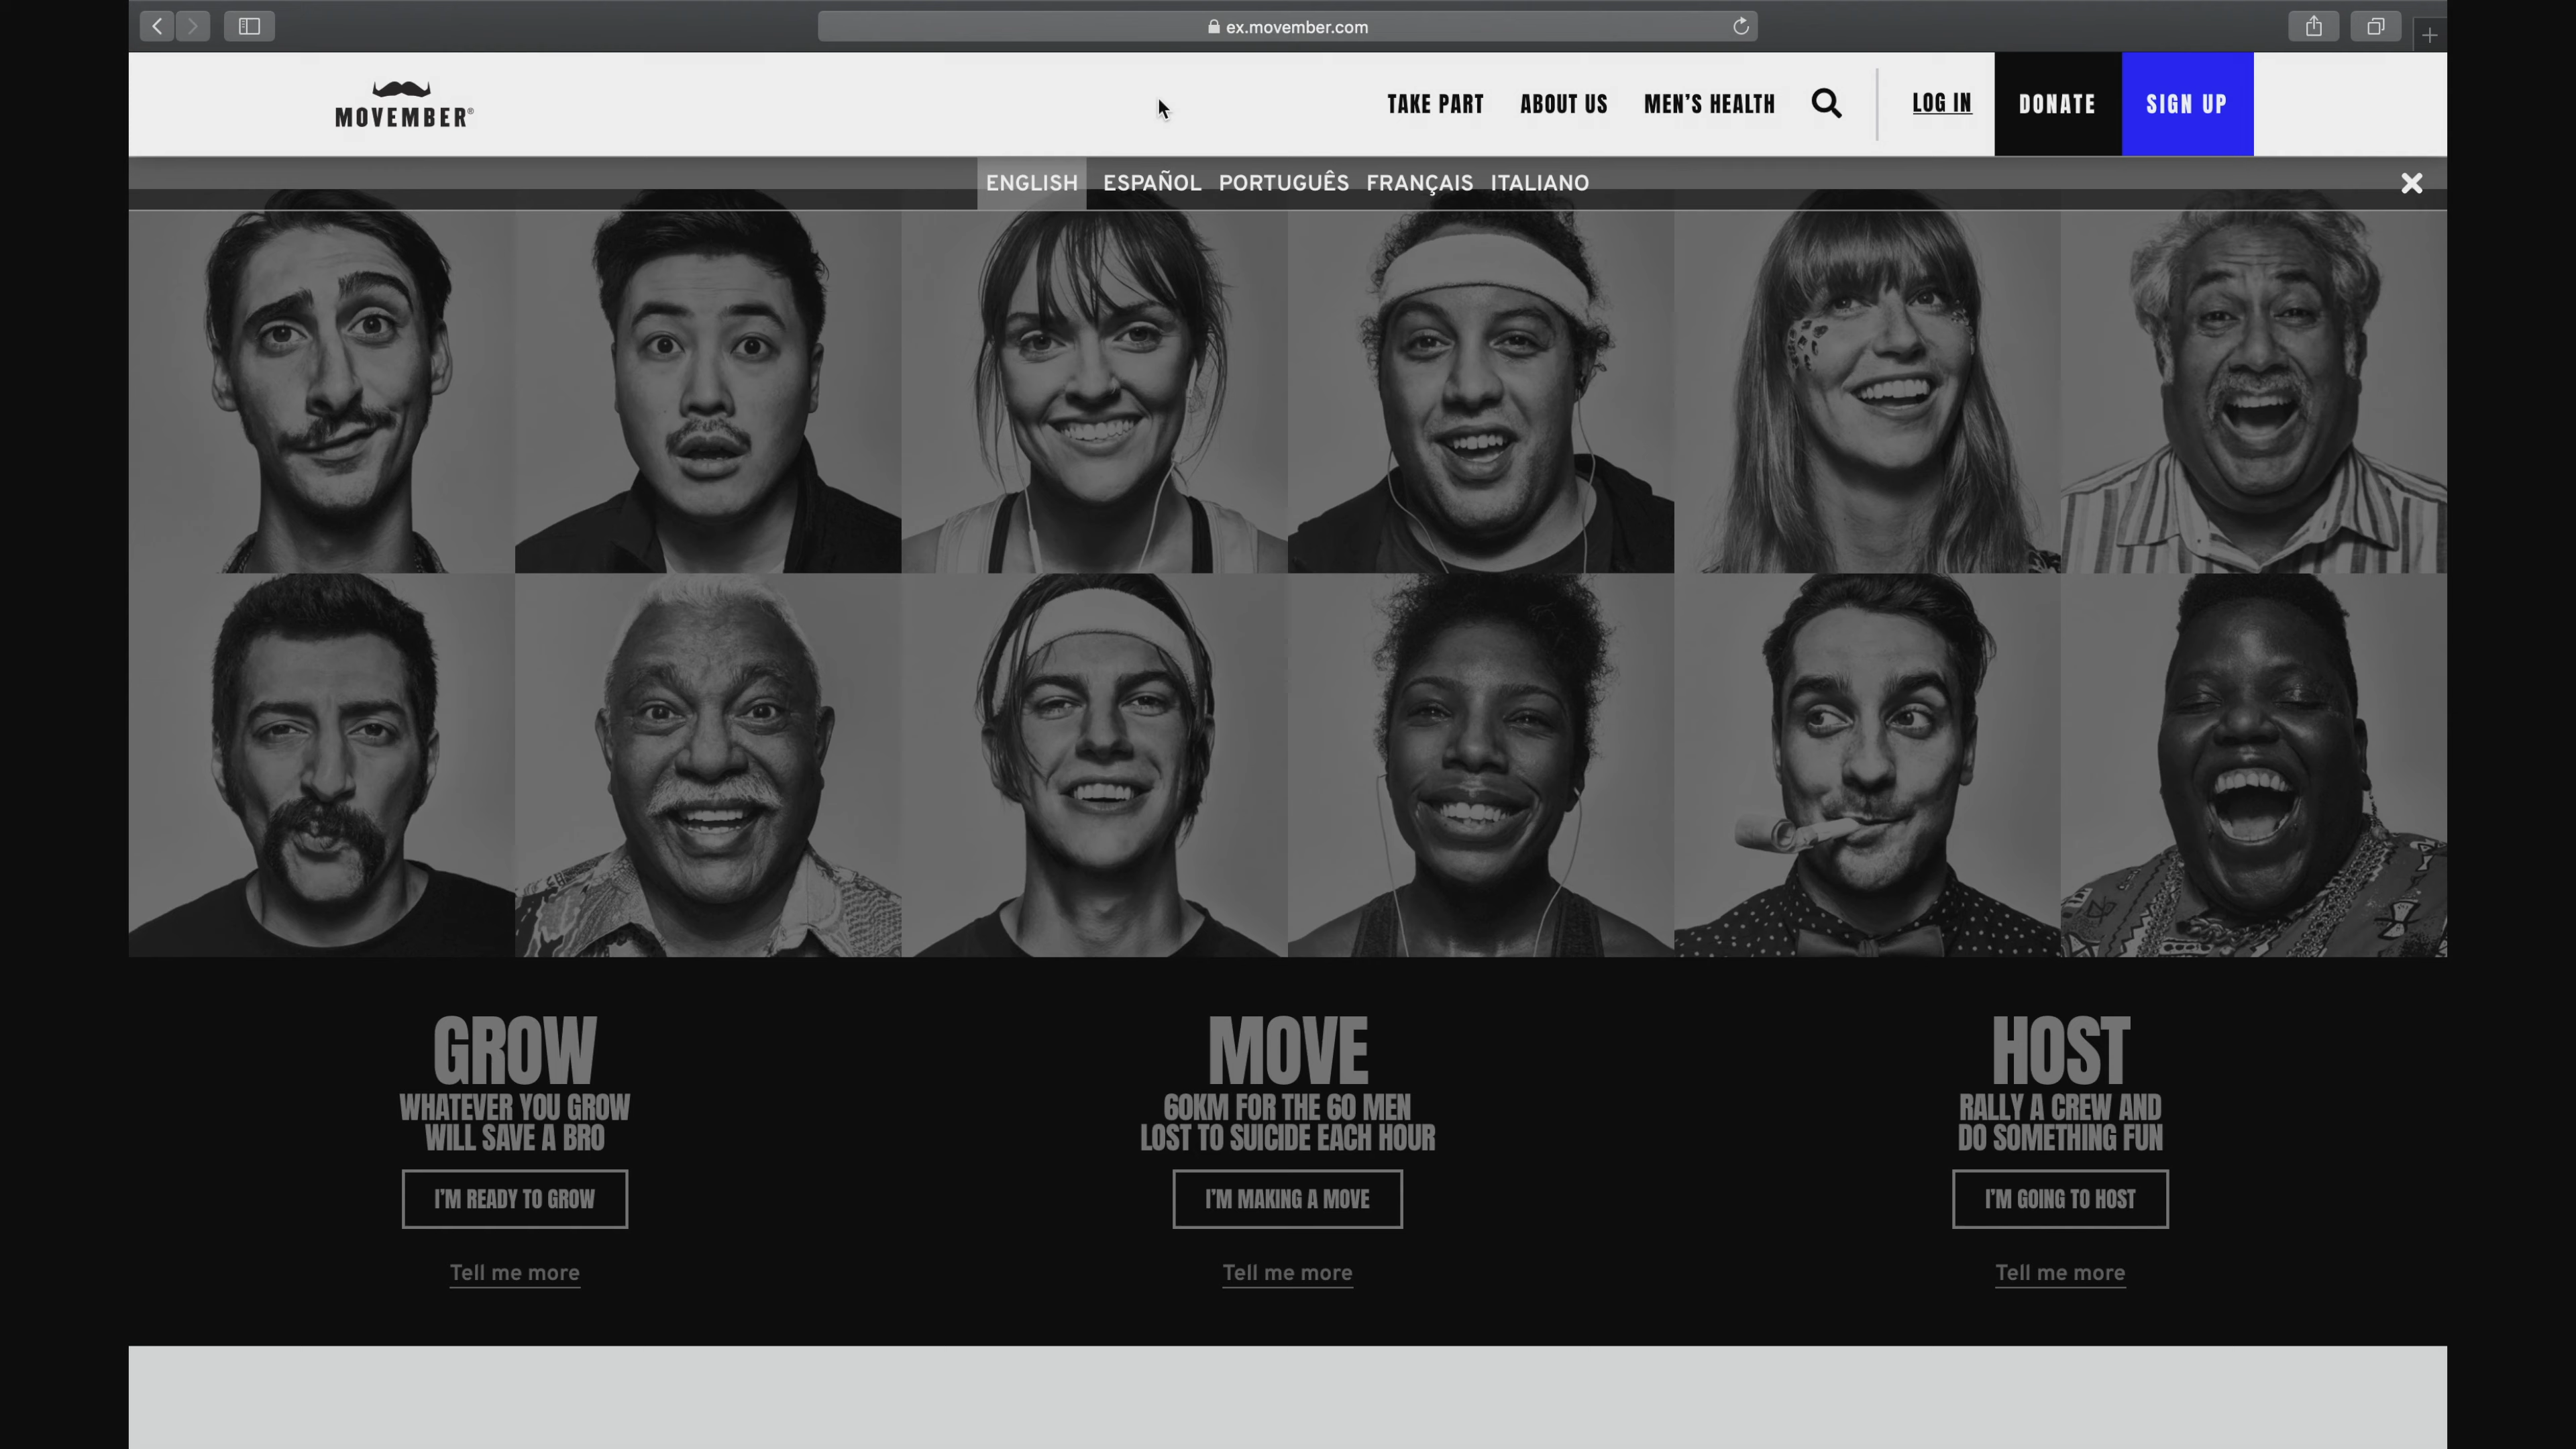 ex.movember.com
MOVEMBER®
TAKE PART
ABOUT US
MEN'S HEALTH
LOG IN
DONATE
SIGN UP
ENGLISH
ESPAÑOL
PORTUGUÊS
FRANÇAIS
ITALIANO
GROW
WHATEVER YOU GROW
WILL SAVE A BRO
I'M READY TO GROW
Tell me more
MOVE
60KM FOR THE 60 MEN
LOST TO SUICIDE EACH HOUR
I'M MAKING A MOVE
Tell me more
HOST
RALLY A CREW AND
DO SOMETHING FUN
I'M GOING TO HOST
Tell me more